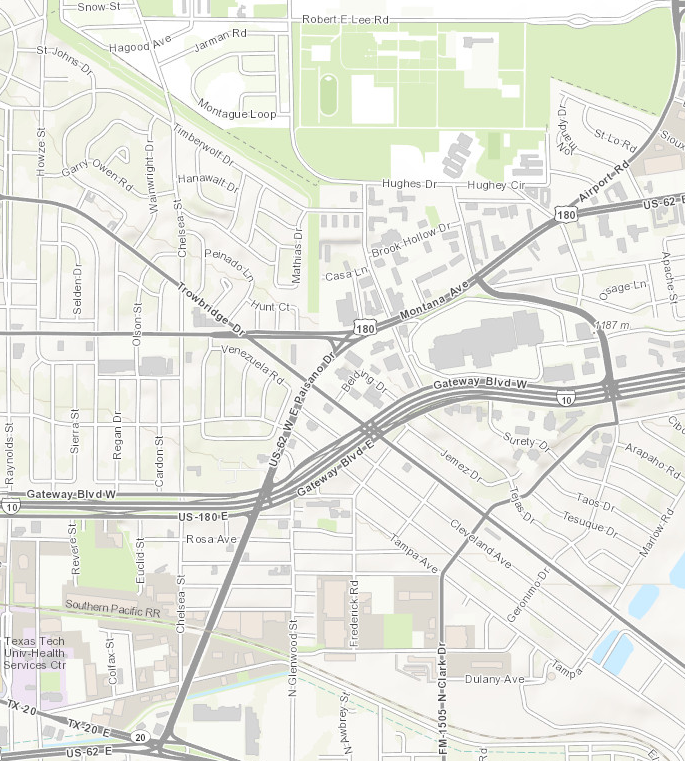 Snow St
Robert E Lee Rd
Hagood Ave
Jarman Rd
St Johns Dr
Montague Loop
Timberwolf Dr
St Lo Rd
Sioux
Howze St
Wainwright Dr
Garry Owen Rd
Hanawalt Dr
Hughes Dr
Hughey Cir
Airport Rd
180
US-62 E
Chelsea St
Mathias Dr
Brook Hollow Dr
Peinado Ln
Casa Ln
Apache St
Selden Dr
Trowbridge Dr
Hunt Ct
Montana Ave
Osage Ln
Olson St
180
1187 m
Venezuela Rd
US-62 W E Paisano Dr
Belding Dr
Gateway Blvd W
10
Raynolds St
Sierra St
Regan Dr
Cardon St
Surety Dr
Arapaho Rd
Gateway Blvd E
Jemez Dr
Gateway Blvd W
10
US-180 E
Tejas Dr
Taos Dr
Tesuque Dr
Marlow Rd
Revere St
Euclid St
Rosa Ave
Tampa Ave
Cleveland Ave
Geronimo Dr
Southern Pacific RR
Chelsea St
Frederick Rd
N Glenwood St
Texas Tech
Univ-Health
Services Ctr
Colfax St
Tampa
Dulany Ave
FM-1505-N Clark Dr
N Awbrey St
TX-20
TX-20 E
20
US-62 E
Rd